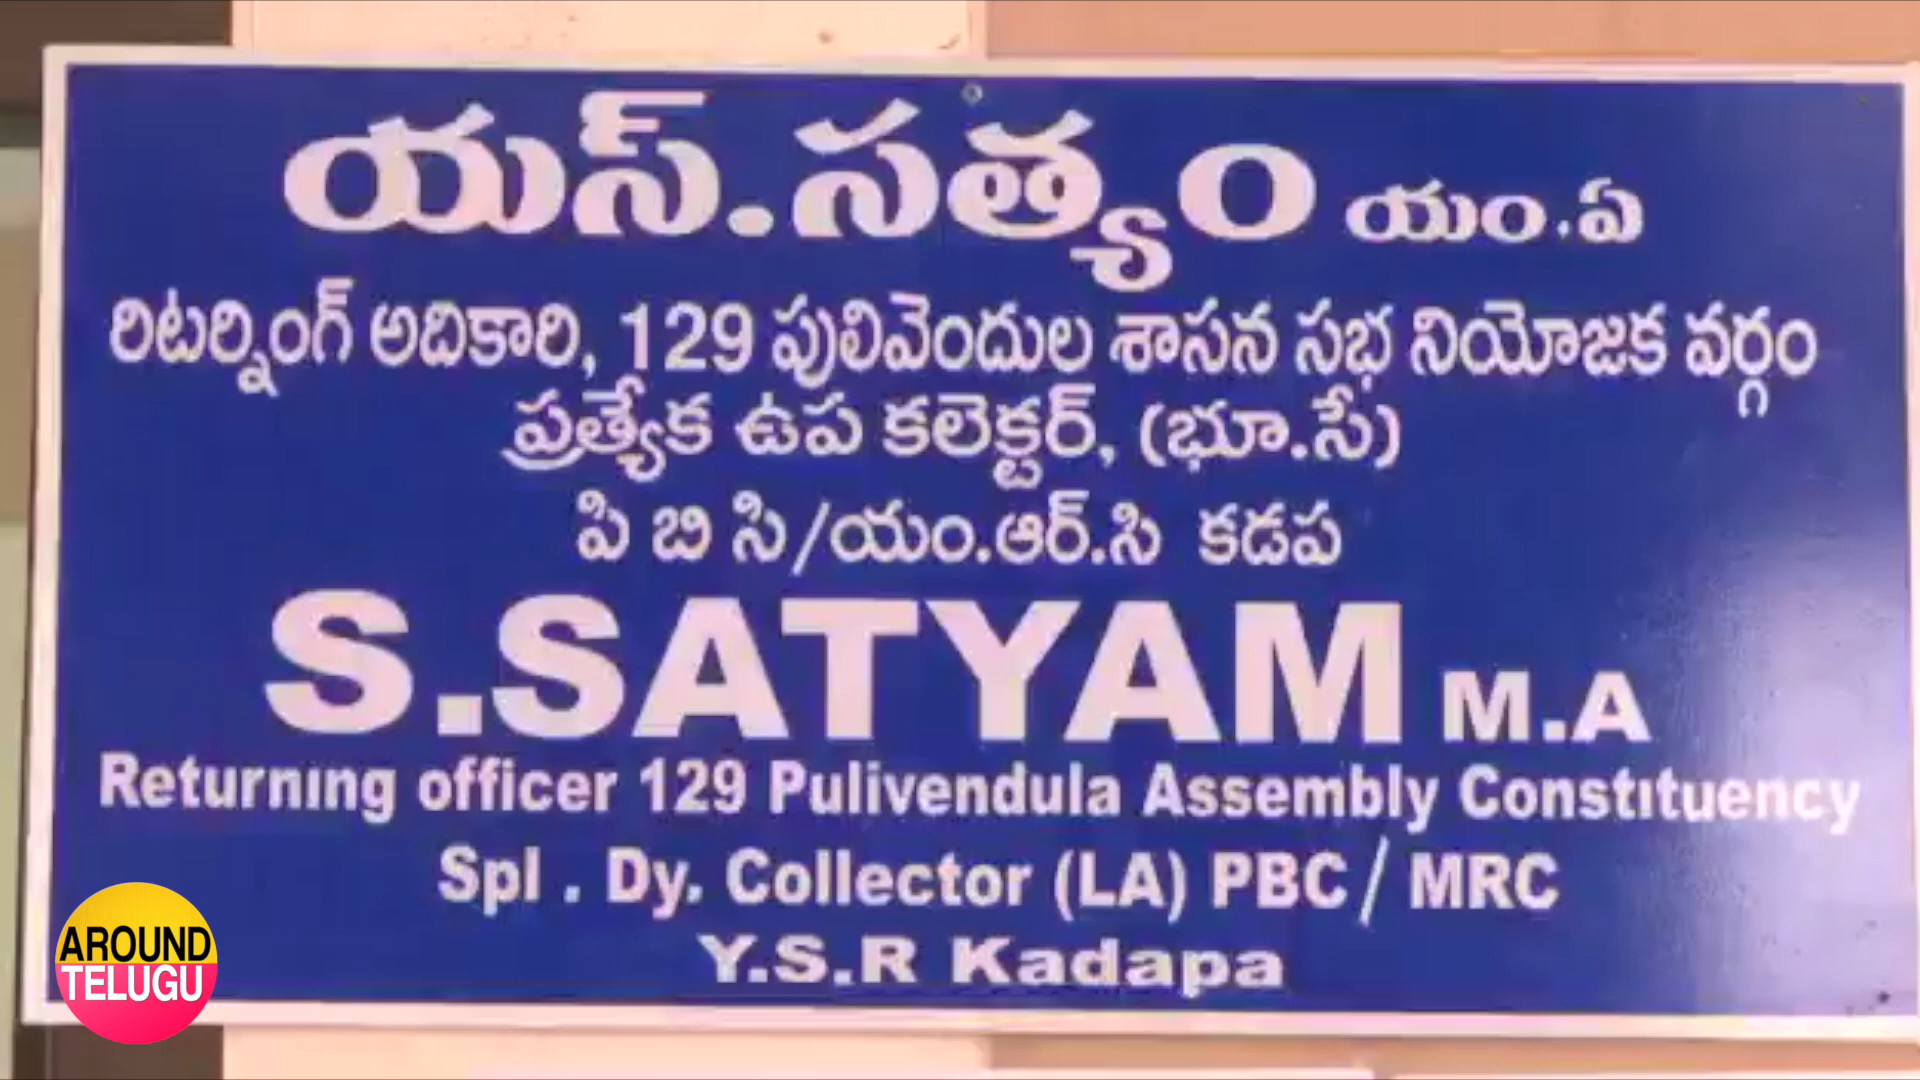 యస్.సత్యం యం.ఏ
రిటర్నింగ్ అదికారి, 129 పులివెందుల శాసన సభ నియోజక వర్గం
ప్రత్యేక ఉప కలెక్టర్, (భూ.సే)
పి బి సి/యం.ఆర్.సి కడప
S.SATYAM M.A
Returning officer 129 Pulivendula Assembly Constituency
Spl . Dy. Collector (LA) PBC / MRC
Y.S.R Kadapa
AROUND
TELUGU